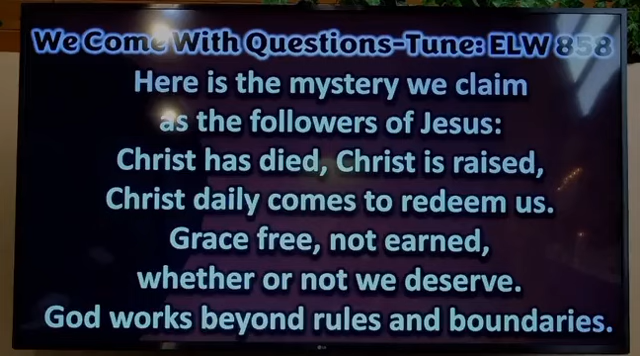 We Come With Questions-Tune: ELW 858
Here is the mystery we claim
as the followers of Jesus:
Christ has died, Christ is raised,
Christ daily comes to redeem us.
Grace free, not earned,
whether or not we deserve.
God works beyond rules and boundaries.
LG